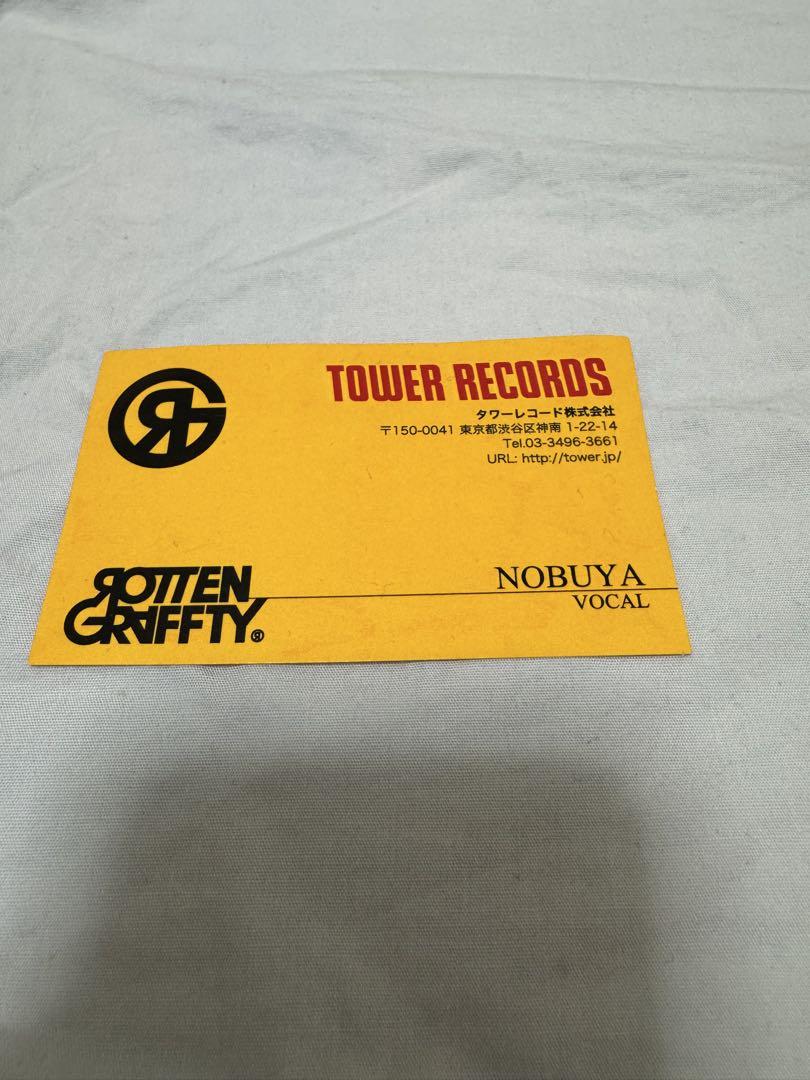 TOWER RECORDS
タワーレコード株式会社
〒150-0041 東京都渋谷区神南 1-22-14
Tel.03-3496-3661
URL: http://tower.jp/
ROTTEN
GRAFFTY
NOBUYA
VOCAL